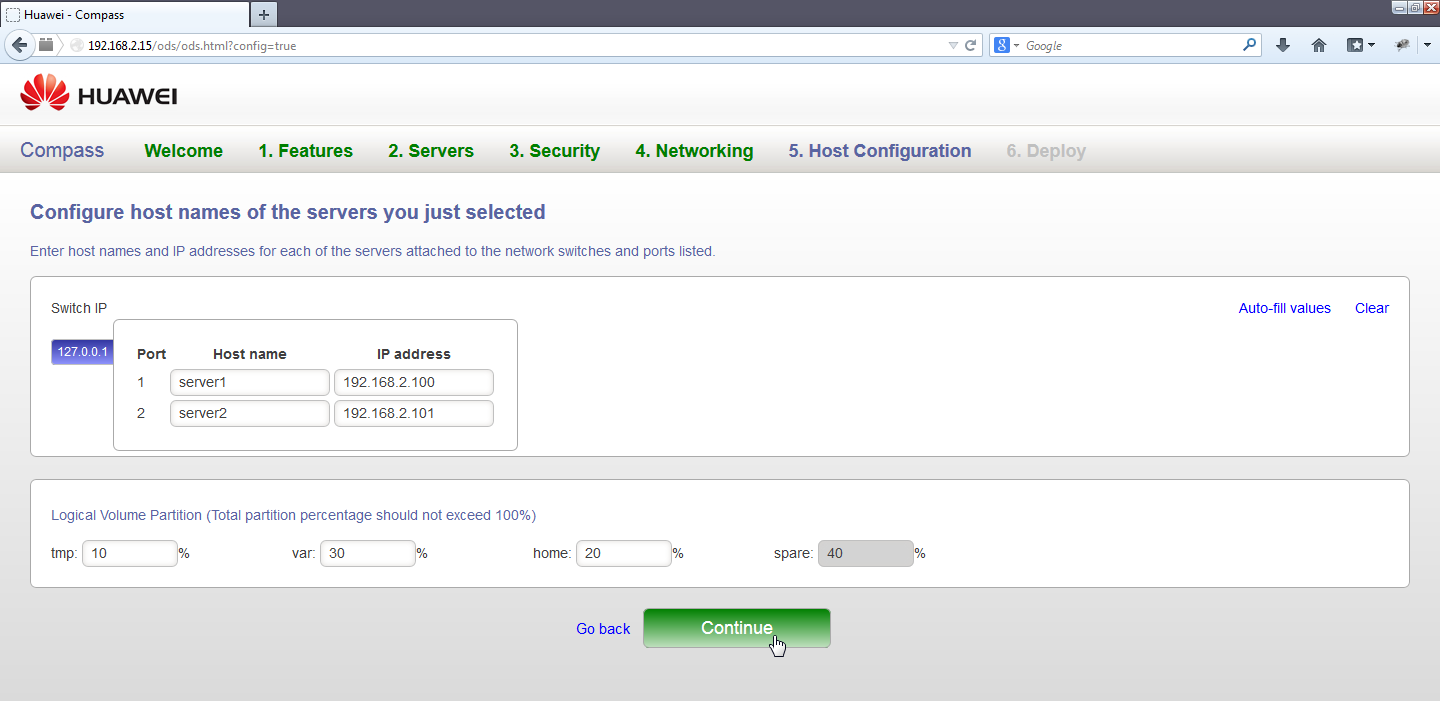 Huawei - Compass
192.168.2.15/ods/ods.html?config=true
8 Google
HUAWEI
Compass Welcome 1. Features 2. Servers 3. Security 4. Networking 5. Host Configuration 6. Deploy
Configure host names of the servers you just selected
Enter host names and IP addresses for each of the servers attached to the network switches and ports listed.
Switch IP Auto-fill values Clear
127.0.0.1
Port Host name IP address
1 server1 192.168.2.100
2 server2 192.168.2.101
Logical Volume Partition (Total partition percentage should not exceed 100%)
tmp: 10 % var: 30 % home: 20 % spare: 40 %
Go back Continue